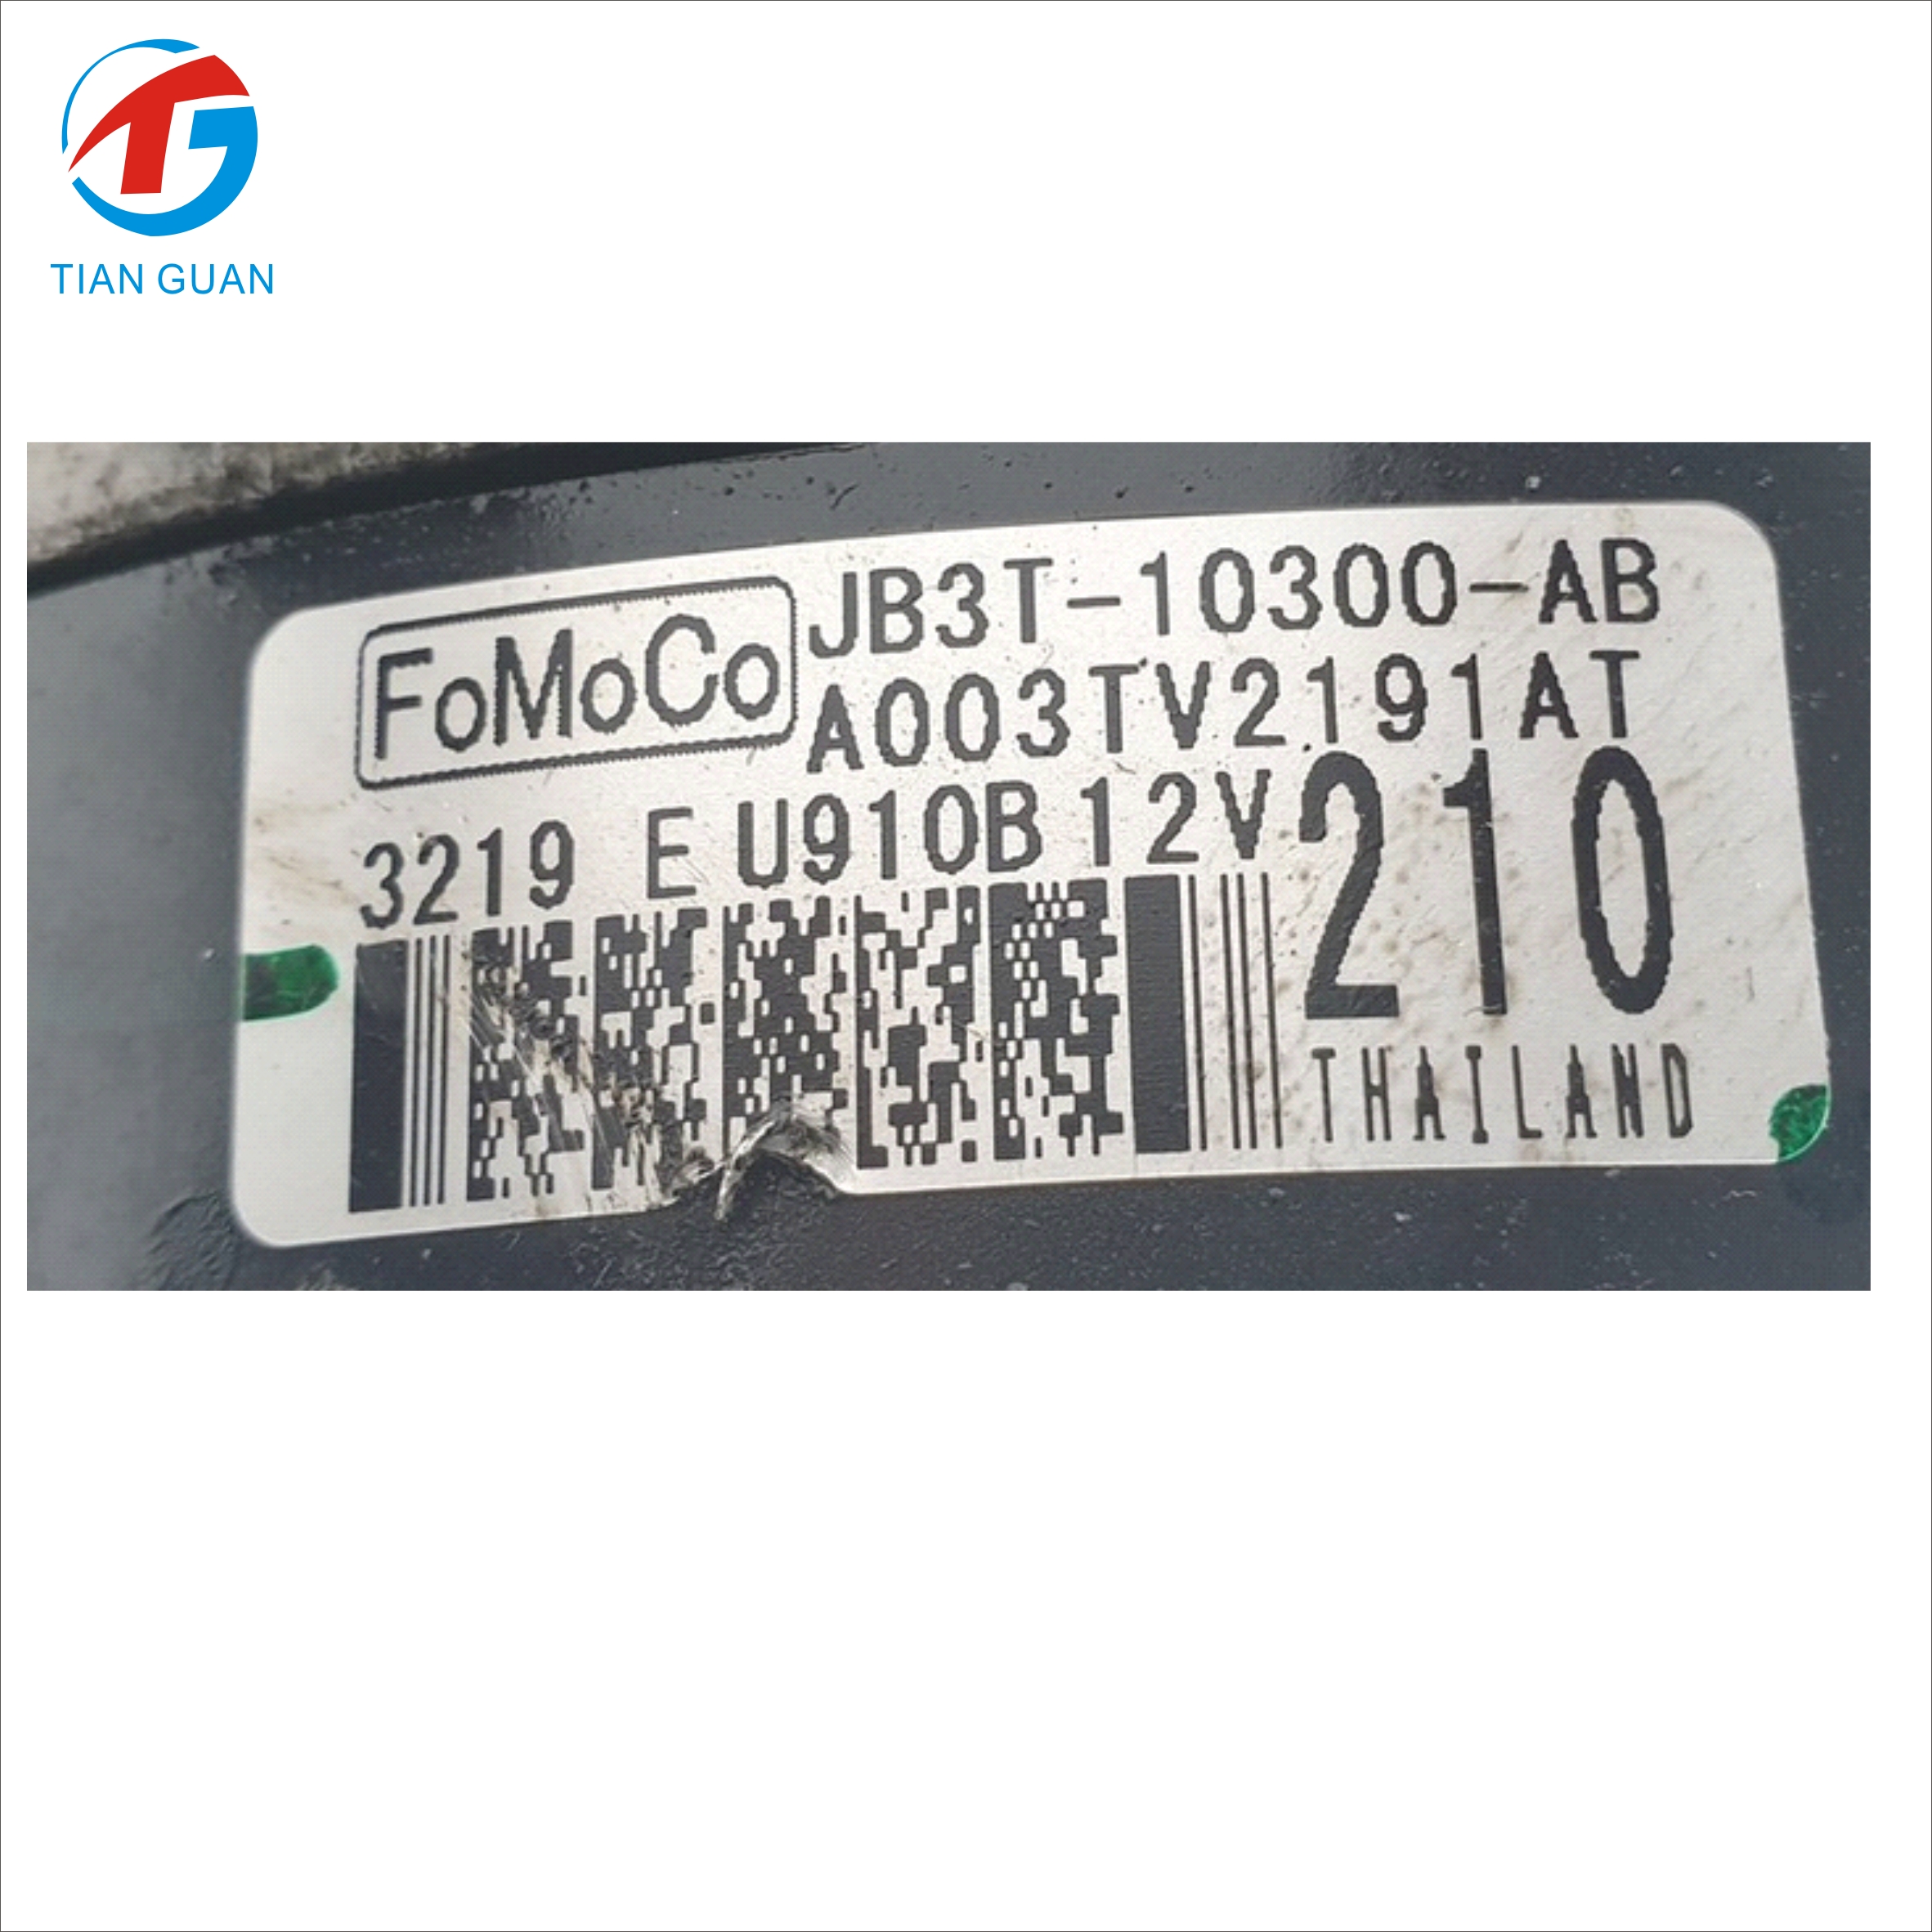 TIAN GUAN
FoMoCo JB3T-10300-AB
A003TV2191AT
3219 E U910B 12V 210
THAILAND